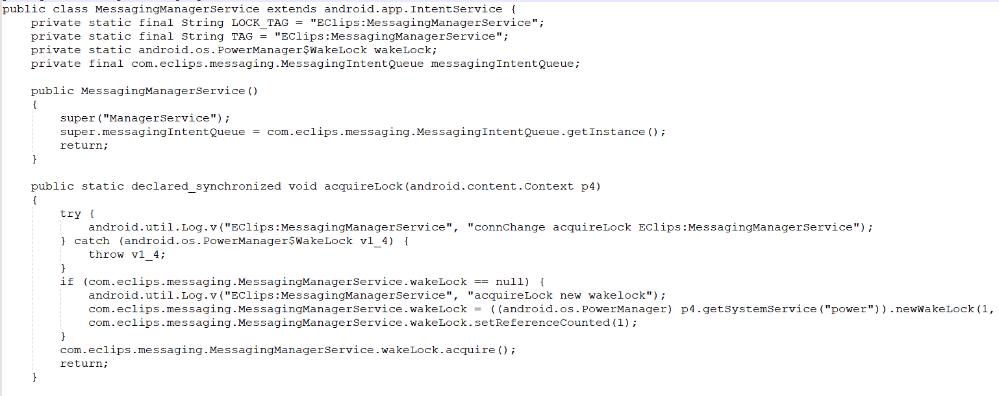 public class MessagingManagerService extends android.app.IntentService {
    private static final String LOCK_TAG = "EClips:MessagingManagerService";
    private static final String TAG = "EClips:MessagingManagerService";
    private static android.os.PowerManager$WakeLock wakeLock;
    private final com.eclips.messaging.MessagingIntentQueue messagingIntentQueue;

    public MessagingManagerService()
    {
        super("ManagerService");
        super.messagingIntentQueue = com.eclips.messaging.MessagingIntentQueue.getInstance();
        return;
    }

    public static declared_synchronized void acquireLock(android.content.Context p4)
    {
        try {
            android.util.Log.v("EClips:MessagingManagerService", "connChange acquireLock EClips:MessagingManagerService");
        } catch (android.os.PowerManager$WakeLock v1_4) {
            throw v1_4;
        }
        if (com.eclips.messaging.MessagingManagerService.wakeLock == null) {
            android.util.Log.v("EClips:MessagingManagerService", "acquireLock new wakelock");
            com.eclips.messaging.MessagingManagerService.wakeLock = ((android.os.PowerManager) p4.getSystemService("power")).newWakeLock(1,
            com.eclips.messaging.MessagingManagerService.wakeLock.setReferenceCounted(1);
        }
        com.eclips.messaging.MessagingManagerService.wakeLock.acquire();
        return;
    }